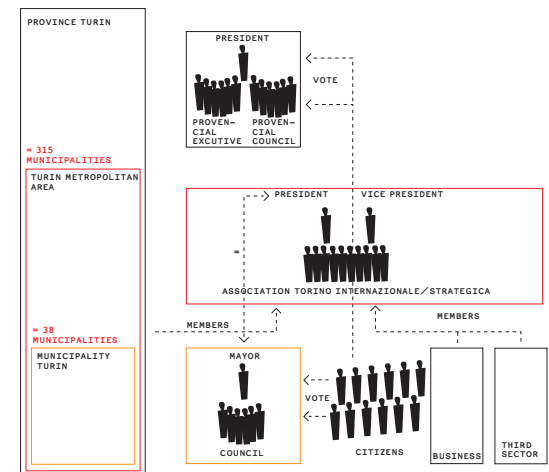 PROVINCE TURIN
= 315
MUNICIPALITIES
TURIN METROPOLITAN
AREA
= 38
MUNICIPALITIES
MUNICIPALITY
TURIN
PRESIDENT
PROVEN-
CIAL
EXCUTIVE
PROVEN-
CIAL
COUNCIL
VOTE
PRESIDENT
VICE PRESIDENT
=
ASSOCIATION TORINO INTERNAZIONALE/STRATEGICA
MEMBERS
MEMBERS
MAYOR
COUNCIL
VOTE
CITIZENS
BUSINESS
THIRD
SECTOR